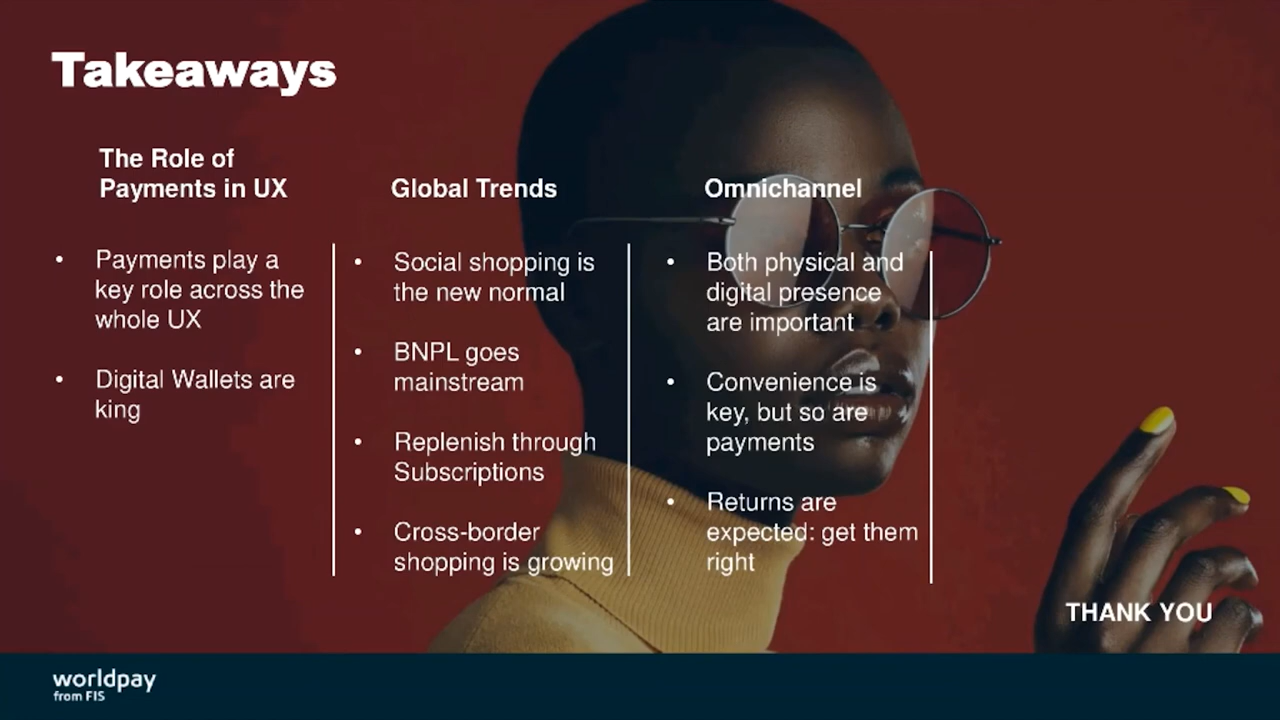 Takeaways
The Role of
Payments in UX
• Payments play a
key role across the
whole UX
• Digital Wallets are
king
Global Trends
• Social shopping is
the new normal
• BNPL goes
mainstream
• Replenish through
Subscriptions
• Cross-border
shopping is growing
Omnichannel
• Both physical and
digital presence
are important
• Convenience is
key, but so are
payments
• Returns are
expected: get them
right
THANK YOU
worldpay
from FIS